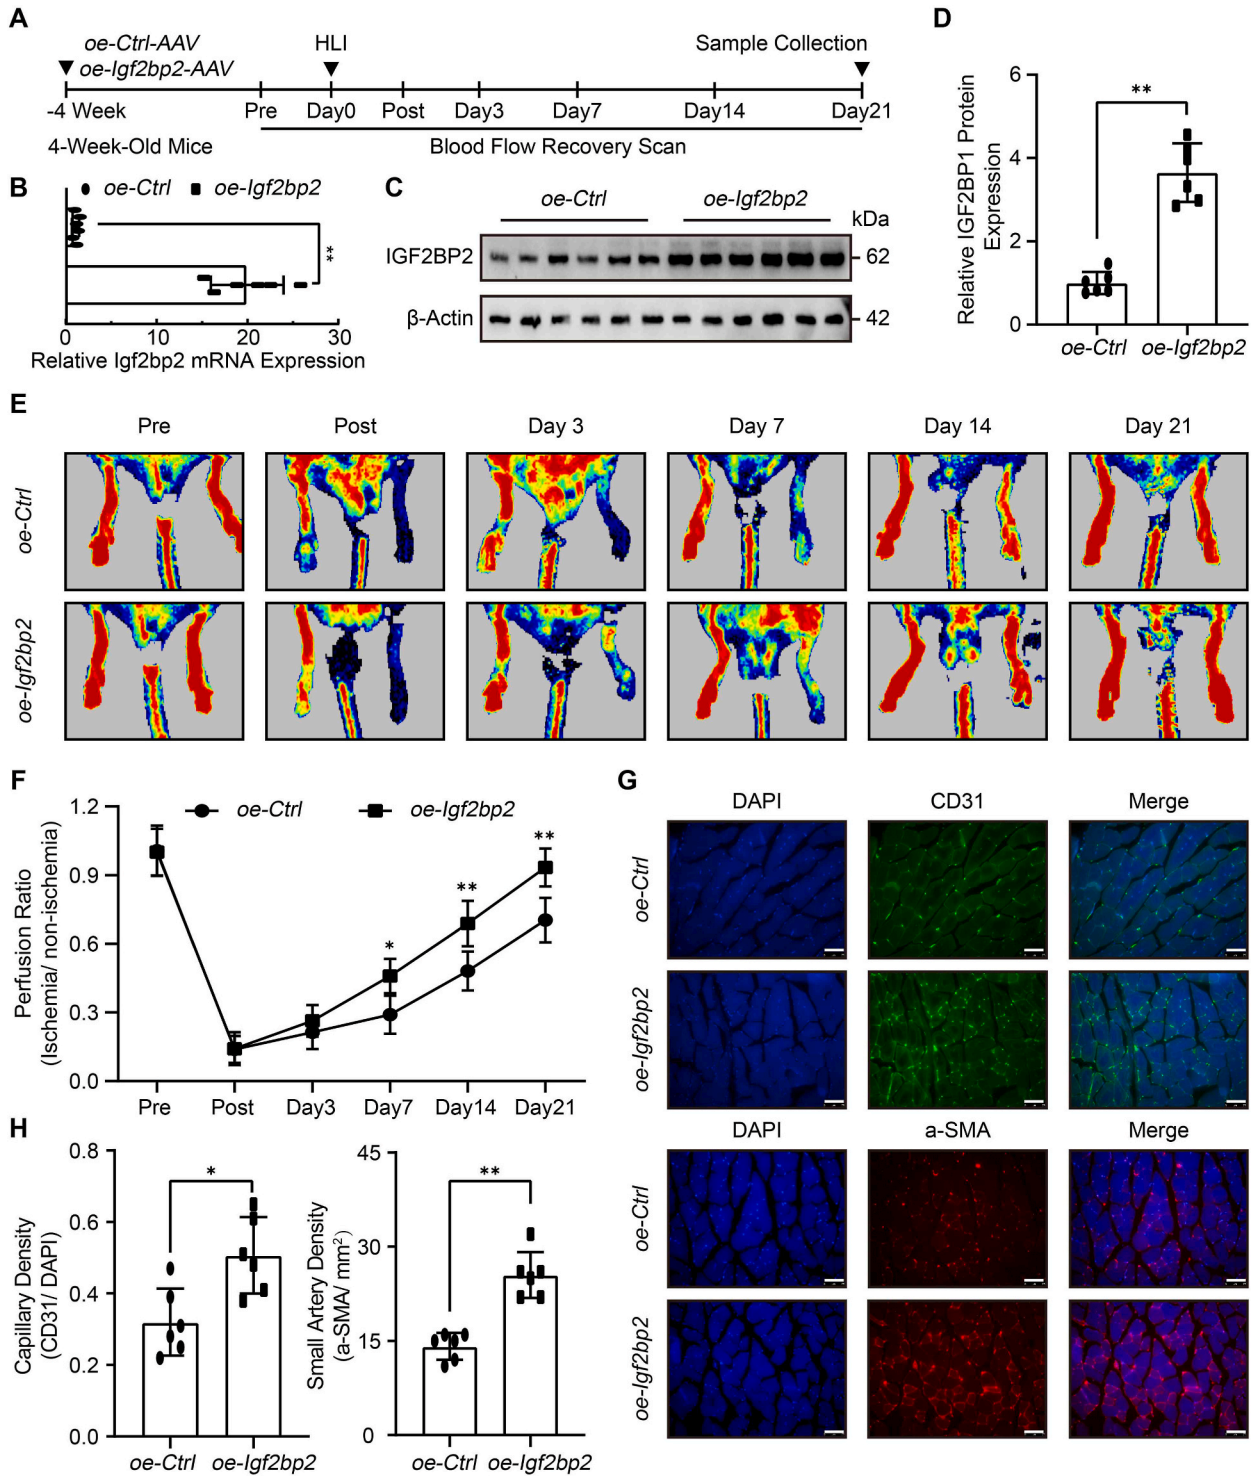 A
oe-Ctrl-AAV
oe-Igf2bp2-AAV
HLI
Sample Collection
-4 Week
Pre
Day0
Post
Day3
Day7
Day14
Day21
4-Week-Old Mice
Blood Flow Recovery Scan
B
oe-Ctrl
oe-Igf2bp2
**
0
10
20
30
Relative Igf2bp2 mRNA Expression
C
oe-Ctrl
oe-Igf2bp2
kDa
IGF2BP2
62
β-Actin
42
D
Relative IGF2BP1 Protein
Expression
6
4
2
0
**
oe-Ctrl
oe-Igf2bp2
E
Pre
Post
Day 3
Day 7
Day 14
Day 21
oe-Ctrl
oe-Igf2bp2
F
oe-Ctrl
oe-Igf2bp2
Perfusion Ratio
(Ischemia/ non-ischemia)
1.2
0.9
0.6
0.3
0.0
*
**
**
Pre
Post
Day3
Day7
Day14
Day21
G
DAPI
CD31
Merge
oe-Ctrl
oe-Igf2bp2
DAPI
a-SMA
Merge
oe-Ctrl
oe-Igf2bp2
H
Capillary Density
(CD31/ DAPI)
0.8
0.6
0.4
0.2
0.0
*
oe-Ctrl
oe-Igf2bp2
Small Artery Density
(a-SMA/ mm²)
45
30
15
0
**
oe-Ctrl
oe-Igf2bp2